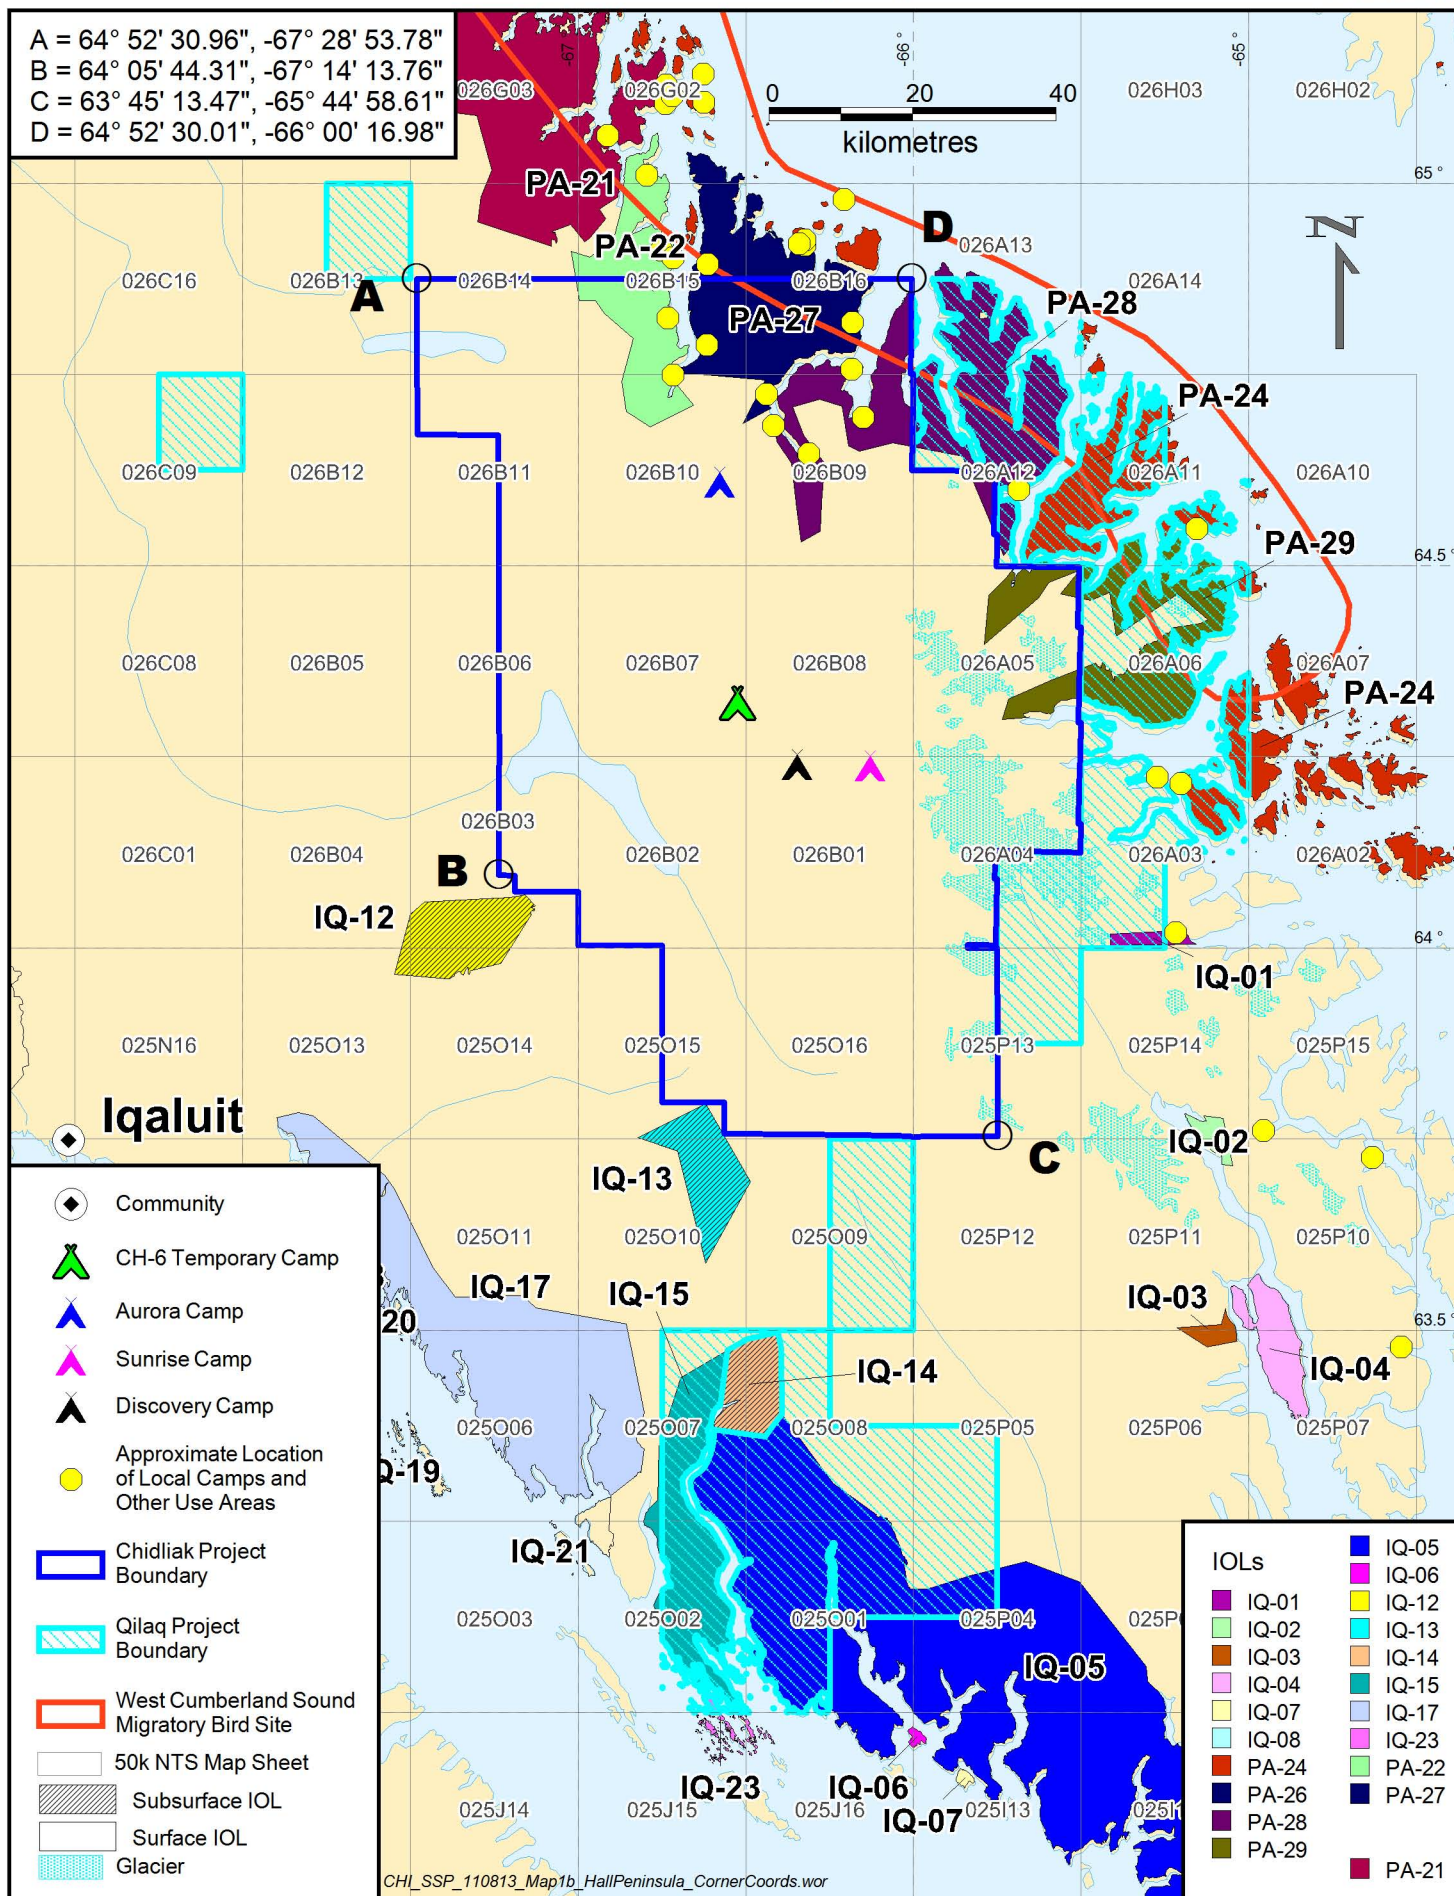 A = 64° 52' 30.96", -67° 28' 53.78"
B = 64° 05' 44.31", -67° 14' 13.76"
C = 63° 45' 13.47", -65° 44' 58.61"
D = 64° 52' 30.01", -66° 00' 16.98"
-67 °
-66 °
-65 °
026G03
026G02
026H03
026H02
0 20 40
kilometres
PA-21
65 °
N
D
PA-22
026A13
026C16
026B13
026B14
026B15
026B16
026A14
A
PA-28
PA-27
PA-24
026C09
026B12
026B11
026B10
026B09
026A12
026A11
026A10
PA-29
64.5 °
026C08
026B05
026B06
026B07
026B08
026A05
026A06
026A07
PA-24
026B03
026C01
026B04
026B02
026B01
026A04
026A03
026A02
B
IQ-12
64 °
IQ-01
025N16
025O13
025O14
025O15
025O16
025P13
025P14
025P15
Iqaluit
IQ-02
C
IQ-13
025O11
025O10
025O09
025P12
025P11
025P10
IQ-17
IQ-15
IQ-03
20
63.5
IQ-14
IQ-04
025O06
025O07
025O08
025P05
025P06
025P07
Q-19
IQ-21
025O03
025O02
025O01
025P04
025P
IQ-05
IQ-23
IQ-06
IQ-07
025J14
025J15
025J16
025I13
025I1
Community
CH-6 Temporary Camp
Aurora Camp
Sunrise Camp
Discovery Camp
Approximate Location
of Local Camps and
Other Use Areas
Chidliak Project
Boundary
Qilaq Project
Boundary
West Cumberland Sound
Migratory Bird Site
50k NTS Map Sheet
Subsurface IOL
Surface IOL
Glacier
CHI_SSP_110813_Map1b_HallPeninsula_CornerCoords.wor
IOLs
IQ-01
IQ-02
IQ-03
IQ-04
IQ-07
IQ-08
PA-24
PA-26
PA-28
PA-29
IQ-05
IQ-06
IQ-12
IQ-13
IQ-14
IQ-15
IQ-17
IQ-23
PA-22
PA-27
PA-21